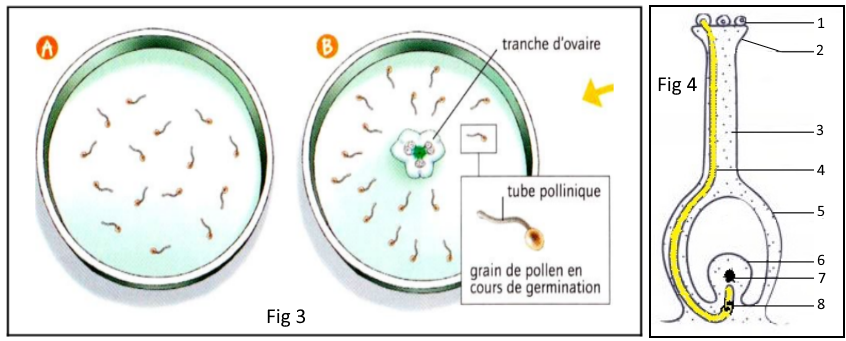 A
B
tranche d'ovaire
tube pollinique
grain de pollen en
cours de germination
Fig 3
Fig 4
1
2
3
4
5
6
7
8